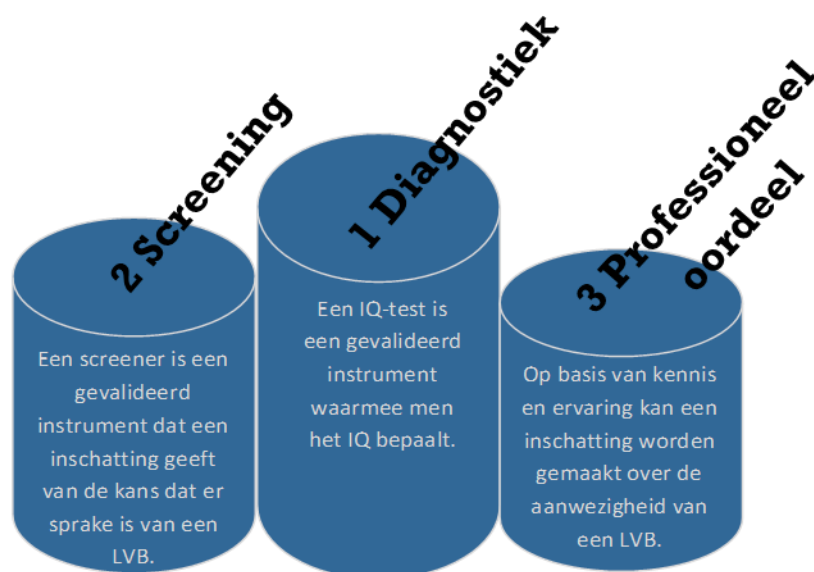 2 Screening
Een screener is een
gevalideerd
instrument dat een
inschatting geeft
van de kans dat er
sprake is van een
LVB.
1 Diagnostiek
Een IQ-test is
een gevalideerd
instrument
waarmee men
het IQ bepaalt.
3 Professioneel
oordeel
Op basis van kennis
en ervaring kan een
inschatting worden
gemaakt over de
aanwezigheid van
een LVB.